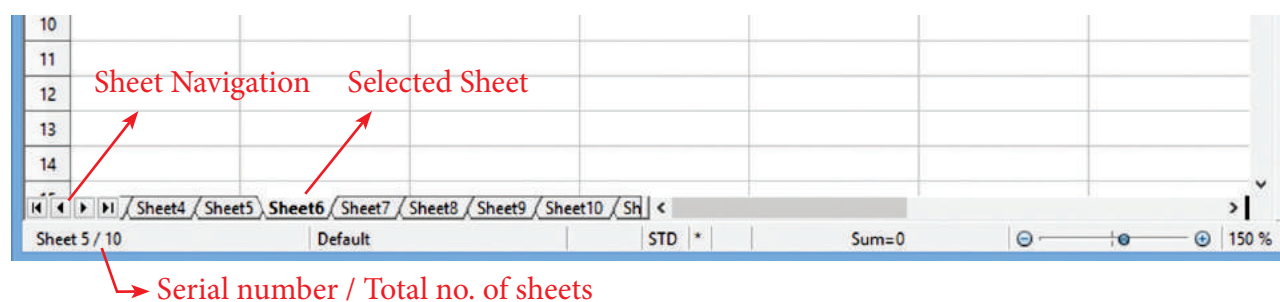 10
11
Sheet Navigation Selected Sheet
12
13
14
Sheet4 Sheet5 Sheet6 Sheet7 Sheet8 Sheet9 Sheet10 Sh
Sheet 5 / 10 Default STD * Sum=0 150 %
Serial number / Total no. of sheets